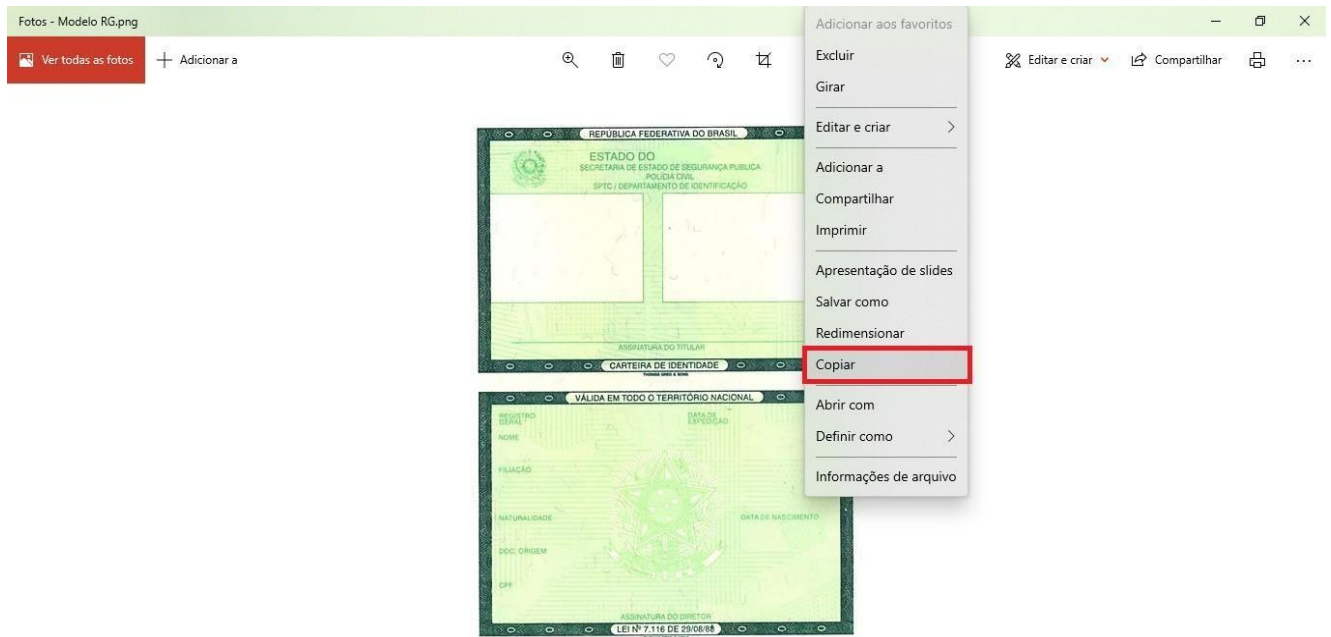 Fotos - Modelo RG.png
Ver todas as fotos
Adicionar a
Editar e criar
Compartilhar
Adicionar aos favoritos
Excluir
Girar
Editar e criar
Adicionar a
Compartilhar
Imprimir
Apresentação de slides
Salvar como
Redimensionar
Copiar
Abrir com
Definir como
Informações de arquivo
REPÚBLICA FEDERATIVA DO BRASIL
ESTADO DO
SECRETARIA DE ESTADO DE SEGURANÇA PUBLICA
POLÍCIA CIVIL
SPTC / DEPARTAMENTO DE IDENTIFICAÇÃO
ASSINATURA DO TITULAR
CARTEIRA DE IDENTIDADE
THOMAS GREG & SONS
VÁLIDA EM TODO O TERRITÓRIO NACIONAL
REGISTRO GERAL
DATA DE EXPEDIÇÃO
NOME
FILIAÇÃO
NATURALIDADE
DATA DE NASCIMENTO
DOC. ORIGEM
CPF
ASSINATURA DO DIRETOR
LEI Nº 7.116 DE 29/08/83